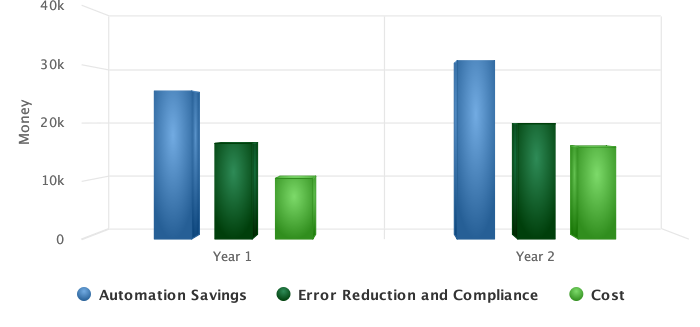 40k
30k
20k
10k
0
Money
Year 1
Year 2
Automation Savings
Error Reduction and Compliance
Cost